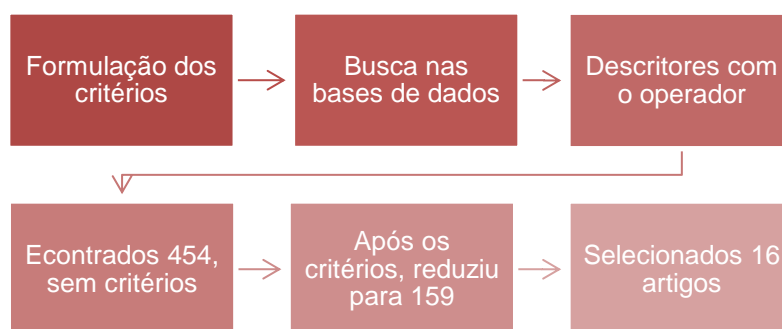 Formulação dos
critérios
Busca nas
bases de dados
Descritores com
o operador
Econtrados 454,
sem critérios
Após os
critérios, reduziu
para 159
Selecionados 16
artigos